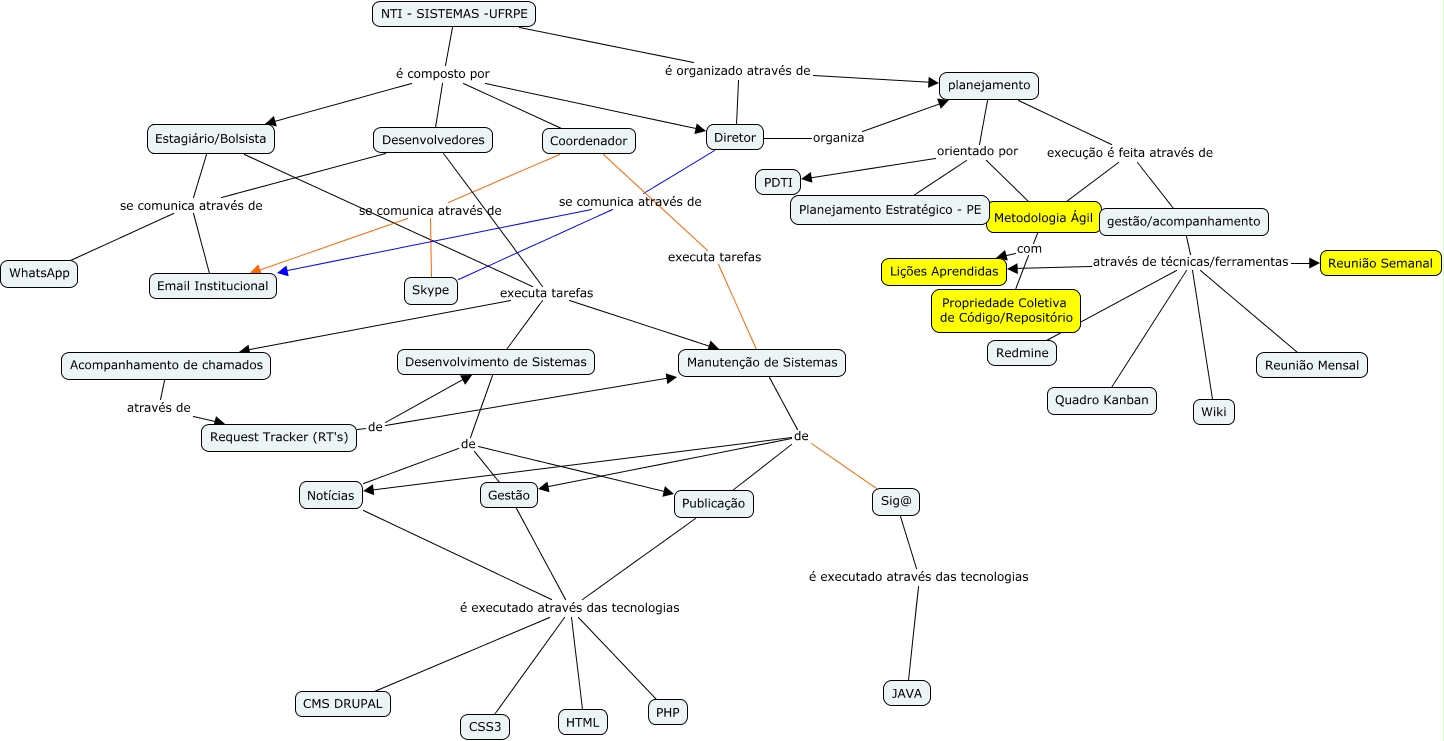 NTI - SISTEMAS -UFRPE
é composto por
é organizado através de
planejamento
Estagiário/Bolsista
Desenvolvedores
Coordenador
Diretor
organiza
orientado por
execução é feita através de
PDTI
Planejamento Estratégico - PE
Metodologia Ágil
gestão/acompanhamento
se comunica através de
se comunica através de
se comunica através de
executa tarefas
com
através de técnicas/ferramentas
Reunião Semanal
Lições Aprendidas
WhatsApp
Email Institucional
Skype
executa tarefas
Propriedade Coletiva
de Código/Repositório
Redmine
Reunião Mensal
Quadro Kanban
Wiki
Acompanhamento de chamados
Desenvolvimento de Sistemas
Manutenção de Sistemas
através de
Request Tracker (RT's)
de
de
de
Notícias
Gestão
Publicação
Sig@
é executado através das tecnologias
é executado através das tecnologias
CMS DRUPAL
CSS3
HTML
PHP
JAVA